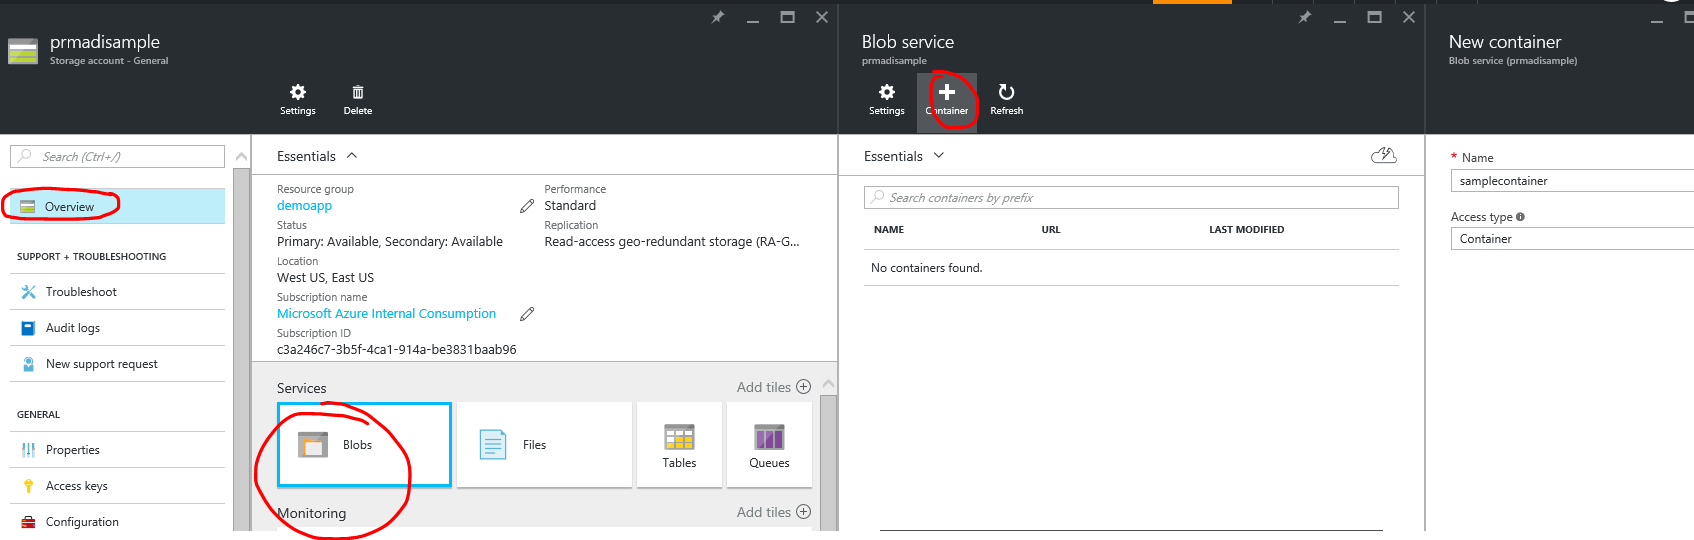 prmadisample
Storage account - General
Settings
Delete
Search (Ctrl+/)
Overview
SUPPORT + TROUBLESHOOTING
Troubleshoot
Audit logs
New support request
GENERAL
Properties
Access keys
Configuration
Essentials
Resource group
demoapp
Status
Primary: Available, Secondary: Available
Location
West US, East US
Subscription name
Microsoft Azure Internal Consumption
Subscription ID
c3a246c7-3b5f-4ca1-914a-be3831baab96
Performance
Standard
Replication
Read-access geo-redundant storage (RA-G...
Services
Add tiles
Blobs
Files
Tables
Queues
Monitoring
Add tiles
Blob service
prmadisample
Settings
Container
Refresh
Essentials
Search containers by prefix
NAME URL LAST MODIFIED
No containers found.
New container
Blob service (prmadisample)
* Name
samplecontainer
Access type
Container